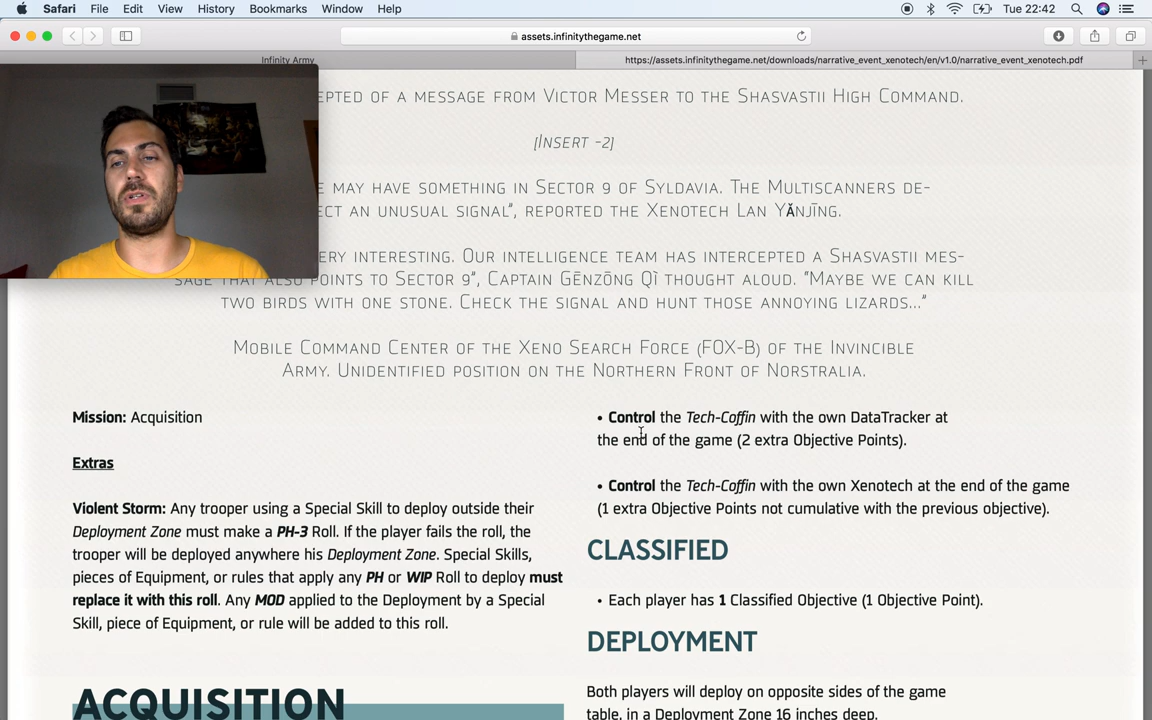 Safari File Edit View History Bookmarks Window Help Tue 22:42
assets.infinitythegame.net
Infinity Army https://assets.infinitythegame.net/downloads/narrative_event_xenotech/en/v1.0/narrative_event_xenotech.pdf
EPTED OF A MESSAGE FROM VICTOR MESSER TO THE SHASVASTII HIGH COMMAND.
[INSERT -2]
E MAY HAVE SOMETHING IN SECTOR 9 OF SYLDAVIA. THE MULTISCANNERS DE-
ECT AN UNUSUAL SIGNAL", REPORTED THE XENOTECH LAN YǍNJĪNG.
ERY INTERESTING. OUR INTELLIGENCE TEAM HAS INTERCEPTED A SHASVASTII MES-
SAGE THAT ALSO POINTS TO SECTOR 9", CAPTAIN GĒNZŌNG QÌ THOUGHT ALOUD. "MAYBE WE CAN KILL
TWO BIRDS WITH ONE STONE. CHECK THE SIGNAL AND HUNT THOSE ANNOYING LIZARDS..."
MOBILE COMMAND CENTER OF THE XENO SEARCH FORCE (FOX-B) OF THE INVINCIBLE
ARMY. UNIDENTIFIED POSITION ON THE NORTHERN FRONT OF NORSTRALIA.
Mission: Acquisition
Extras
Violent Storm: Any trooper using a Special Skill to deploy outside their
Deployment Zone must make a PH-3 Roll. If the player fails the roll, the
trooper will be deployed anywhere his Deployment Zone. Special Skills,
pieces of Equipment, or rules that apply any PH or WIP Roll to deploy must
replace it with this roll. Any MOD applied to the Deployment by a Special
Skill, piece of Equipment, or rule will be added to this roll.
ACQUISITION
• Control the Tech-Coffin with the own DataTracker at
the end of the game (2 extra Objective Points).
• Control the Tech-Coffin with the own Xenotech at the end of the game
(1 extra Objective Points not cumulative with the previous objective).
CLASSIFIED
• Each player has 1 Classified Objective (1 Objective Point).
DEPLOYMENT
Both players will deploy on opposite sides of the game
table, in a Deployment Zone 16 inches deep.